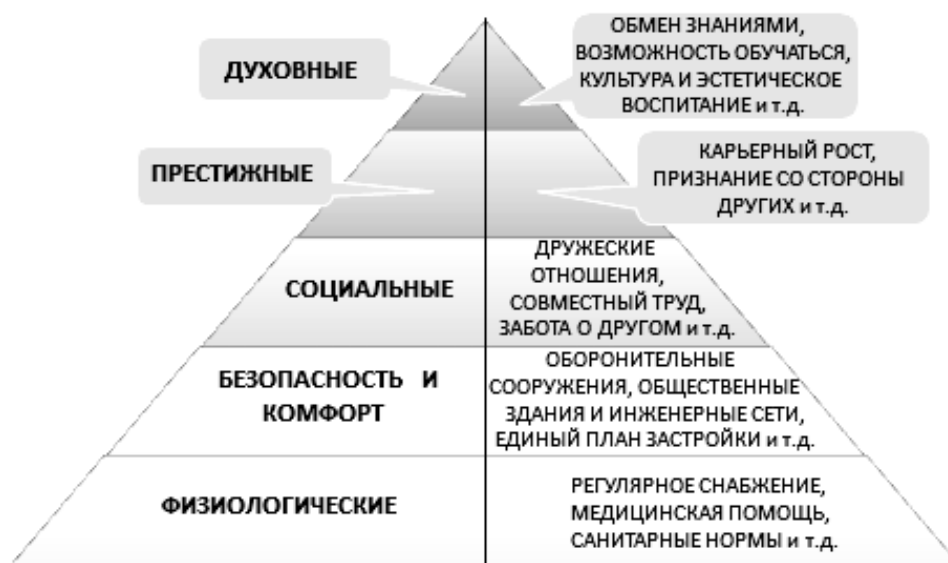 ДУХОВНЫЕ
ОБМЕН ЗНАНИЯМИ,
ВОЗМОЖНОСТЬ ОБУЧАТЬСЯ,
КУЛЬТУРА И ЭСТЕТИЧЕСКОЕ
ВОСПИТАНИЕ и т.д.
ПРЕСТИЖНЫЕ
КАРЬЕРНЫЙ РОСТ,
ПРИЗНАНИЕ СО СТОРОНЫ
ДРУГИХ и т.д.
СОЦИАЛЬНЫЕ
ДРУЖЕСКИЕ
ОТНОШЕНИЯ,
СОВМЕСТНЫЙ ТРУД,
ЗАБОТА О ДРУГОМ и т.д.
БЕЗОПАСНОСТЬ И
КОМФОРТ
ОБОРОНИТЕЛЬНЫЕ
СООРУЖЕНИЯ, ОБЩЕСТВЕННЫЕ
ЗДАНИЯ И ИНЖЕНЕРНЫЕ СЕТИ,
ЕДИНЫЙ ПЛАН ЗАСТРОЙКИ и т.д.
ФИЗИОЛОГИЧЕСКИЕ
РЕГУЛЯРНОЕ СНАБЖЕНИЕ,
МЕДИЦИНСКАЯ ПОМОЩЬ,
САНИТАРНЫЕ НОРМЫ и т.д.